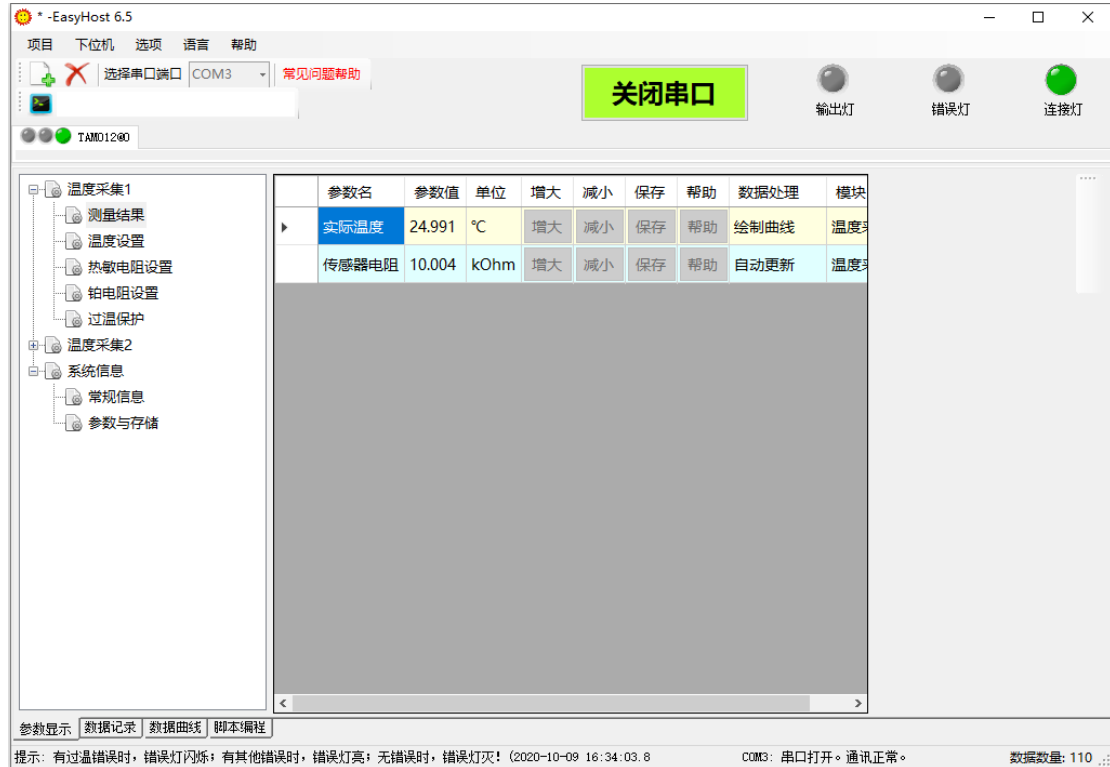 * -EasyHost 6.5
项目 下位机 选项 语言 帮助
选择串口端口 COM3 常见问题帮助
关闭串口
输出灯 错误灯 连接灯
TAM012@0
温度采集1
测量结果
温度设置
热敏电阻设置
铂电阻设置
过温保护
温度采集2
系统信息
常规信息
参数与存储
参数名 参数值 单位 增大 减小 保存 帮助 数据处理 模块
实际温度 24.991 ℃ 增大 减小 保存 帮助 绘制曲线 温度采
传感器电阻 10.004 kOhm 增大 减小 保存 帮助 自动更新 温度采
参数显示 数据记录 数据曲线 脚本编程
提示: 有过温错误时,错误灯闪烁;有其他错误时,错误灯亮;无错误时,错误灯灭! (2020-10-09 16:34:03.8 COM3: 串口打开。通讯正常。 数据数量: 110